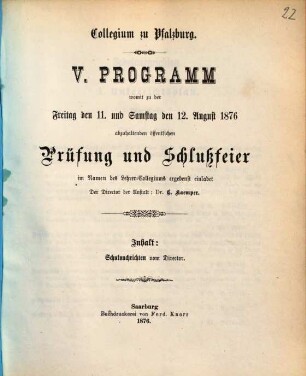 22
Collegium zu Pfalzburg.
V. PROGRAMM
womit zu der
Freitag den 11. und Samstag den 12. August 1876
abzuhaltenden öffentlichen
Prüfung und Schlußfeier
im Namen des Lehrer-Collegiums ergebenst einladet
Der Director der Anstalt: Dr. E. Kaemper.
Inhalt:
Schulnachrichten vom Director.
Saarburg
Buchdruckerei von Ferd. Knarr
1876.